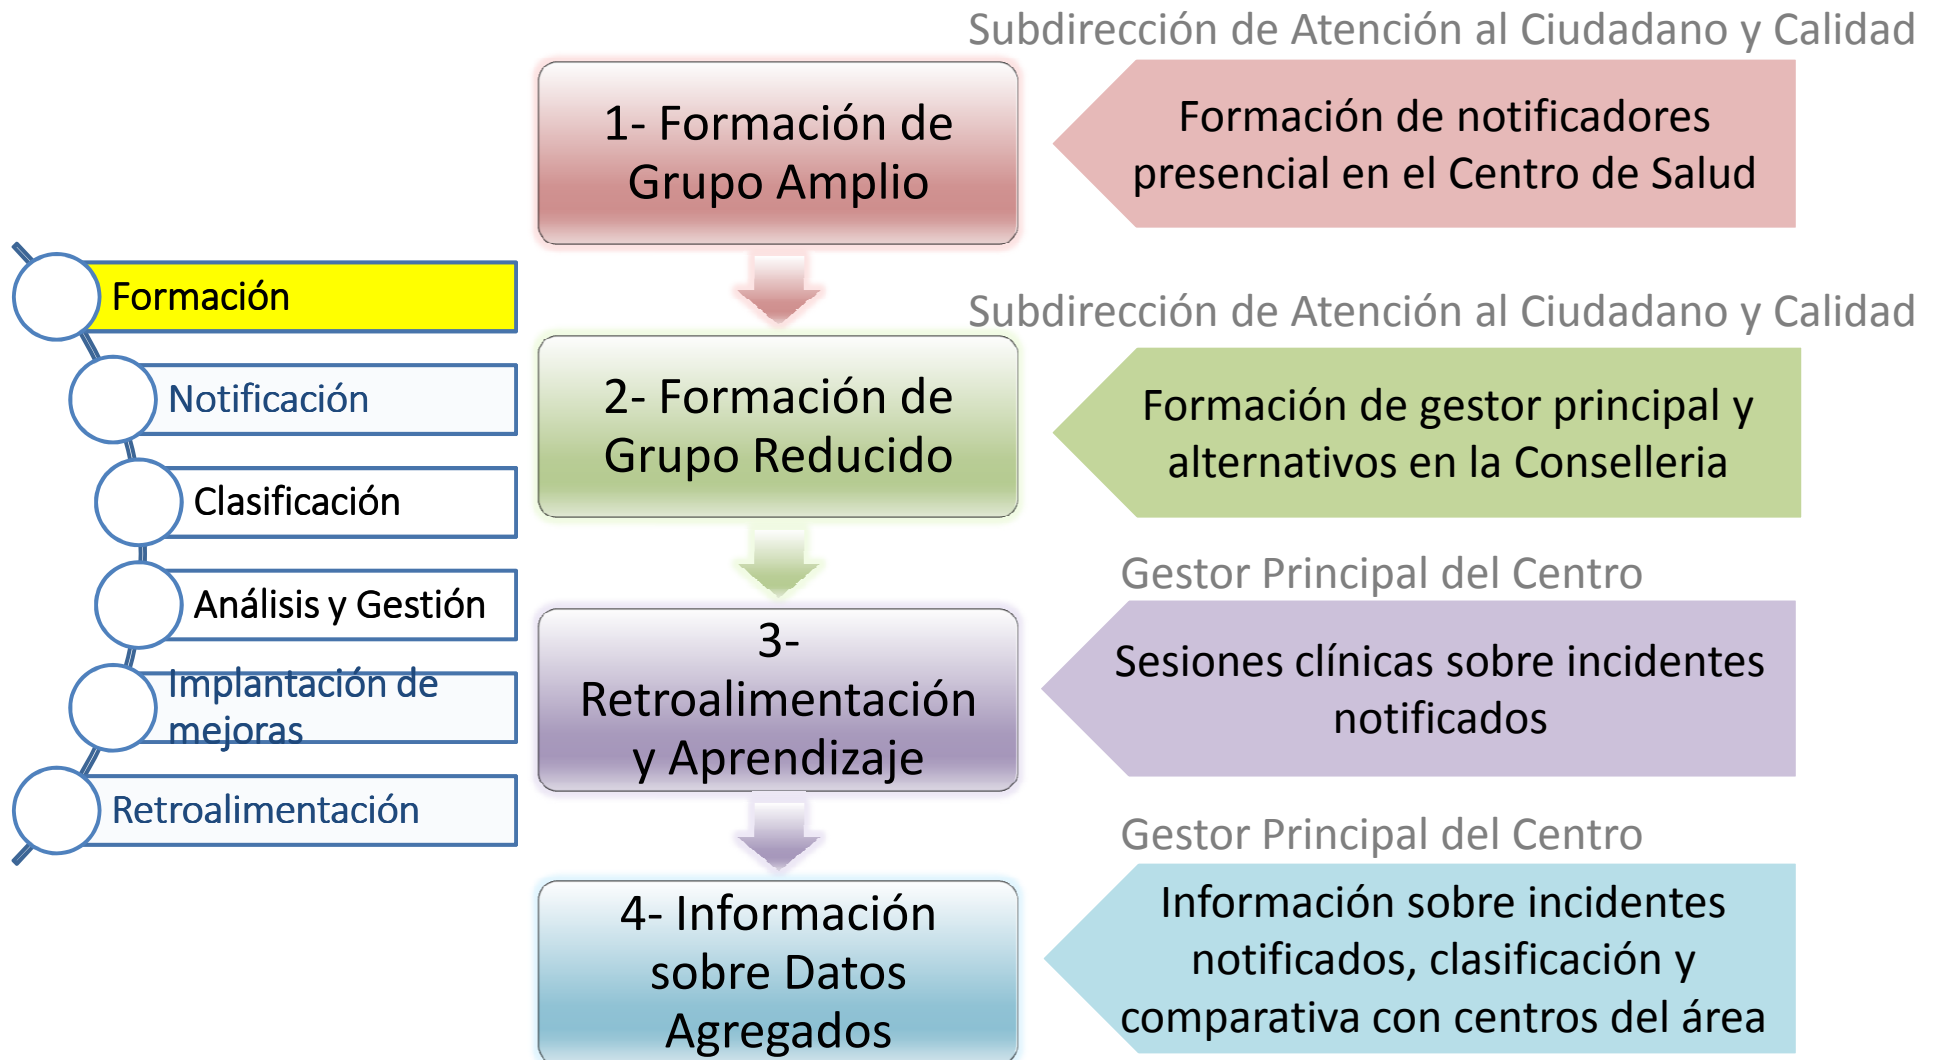 Formación
Notificación
Clasificación
Análisis y Gestión
Implantación de
mejoras
Retroalimentación
1- Formación de
Grupo Amplio
Subdirección de Atención al Ciudadano y Calidad
Formación de notificadores
presencial en el Centro de Salud
2- Formación de
Grupo Reducido
Subdirección de Atención al Ciudadano y Calidad
Formación de gestor principal y
alternativos en la Conselleria
3-
Retroalimentación
y Aprendizaje
Gestor Principal del Centro
Sesiones clínicas sobre incidentes
notificados
4- Información
sobre Datos
Agregados
Gestor Principal del Centro
Información sobre incidentes
notificados, clasificación y
comparativa con centros del área